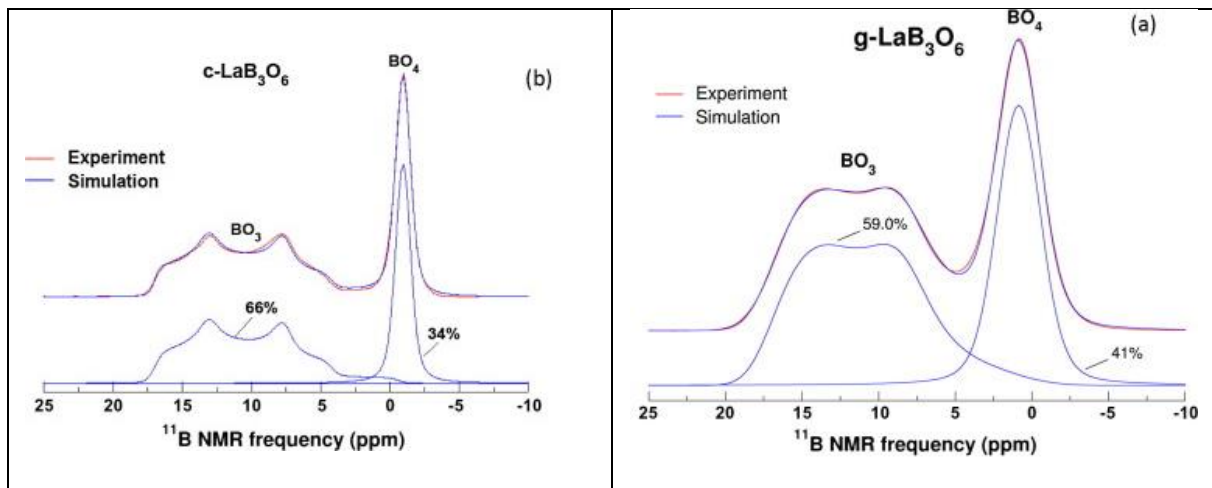 c-LaB₃O₆
BO₄
(b)
Experiment
Simulation
BO₃
66%
34%
25 20 15 10 5 0 -5 -10
¹¹B NMR frequency (ppm)
g-LaB₃O₆
BO₄
(a)
Experiment
Simulation
BO₃
59.0%
41%
25 20 15 10 5 0 -5 -10
¹¹B NMR frequency (ppm)